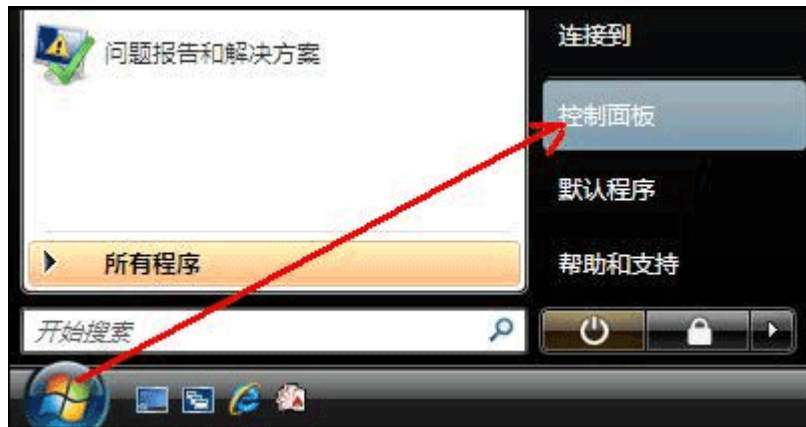 问题报告和解决方案
所有程序
开始搜索
连接到
控制面板
默认程序
帮助和支持